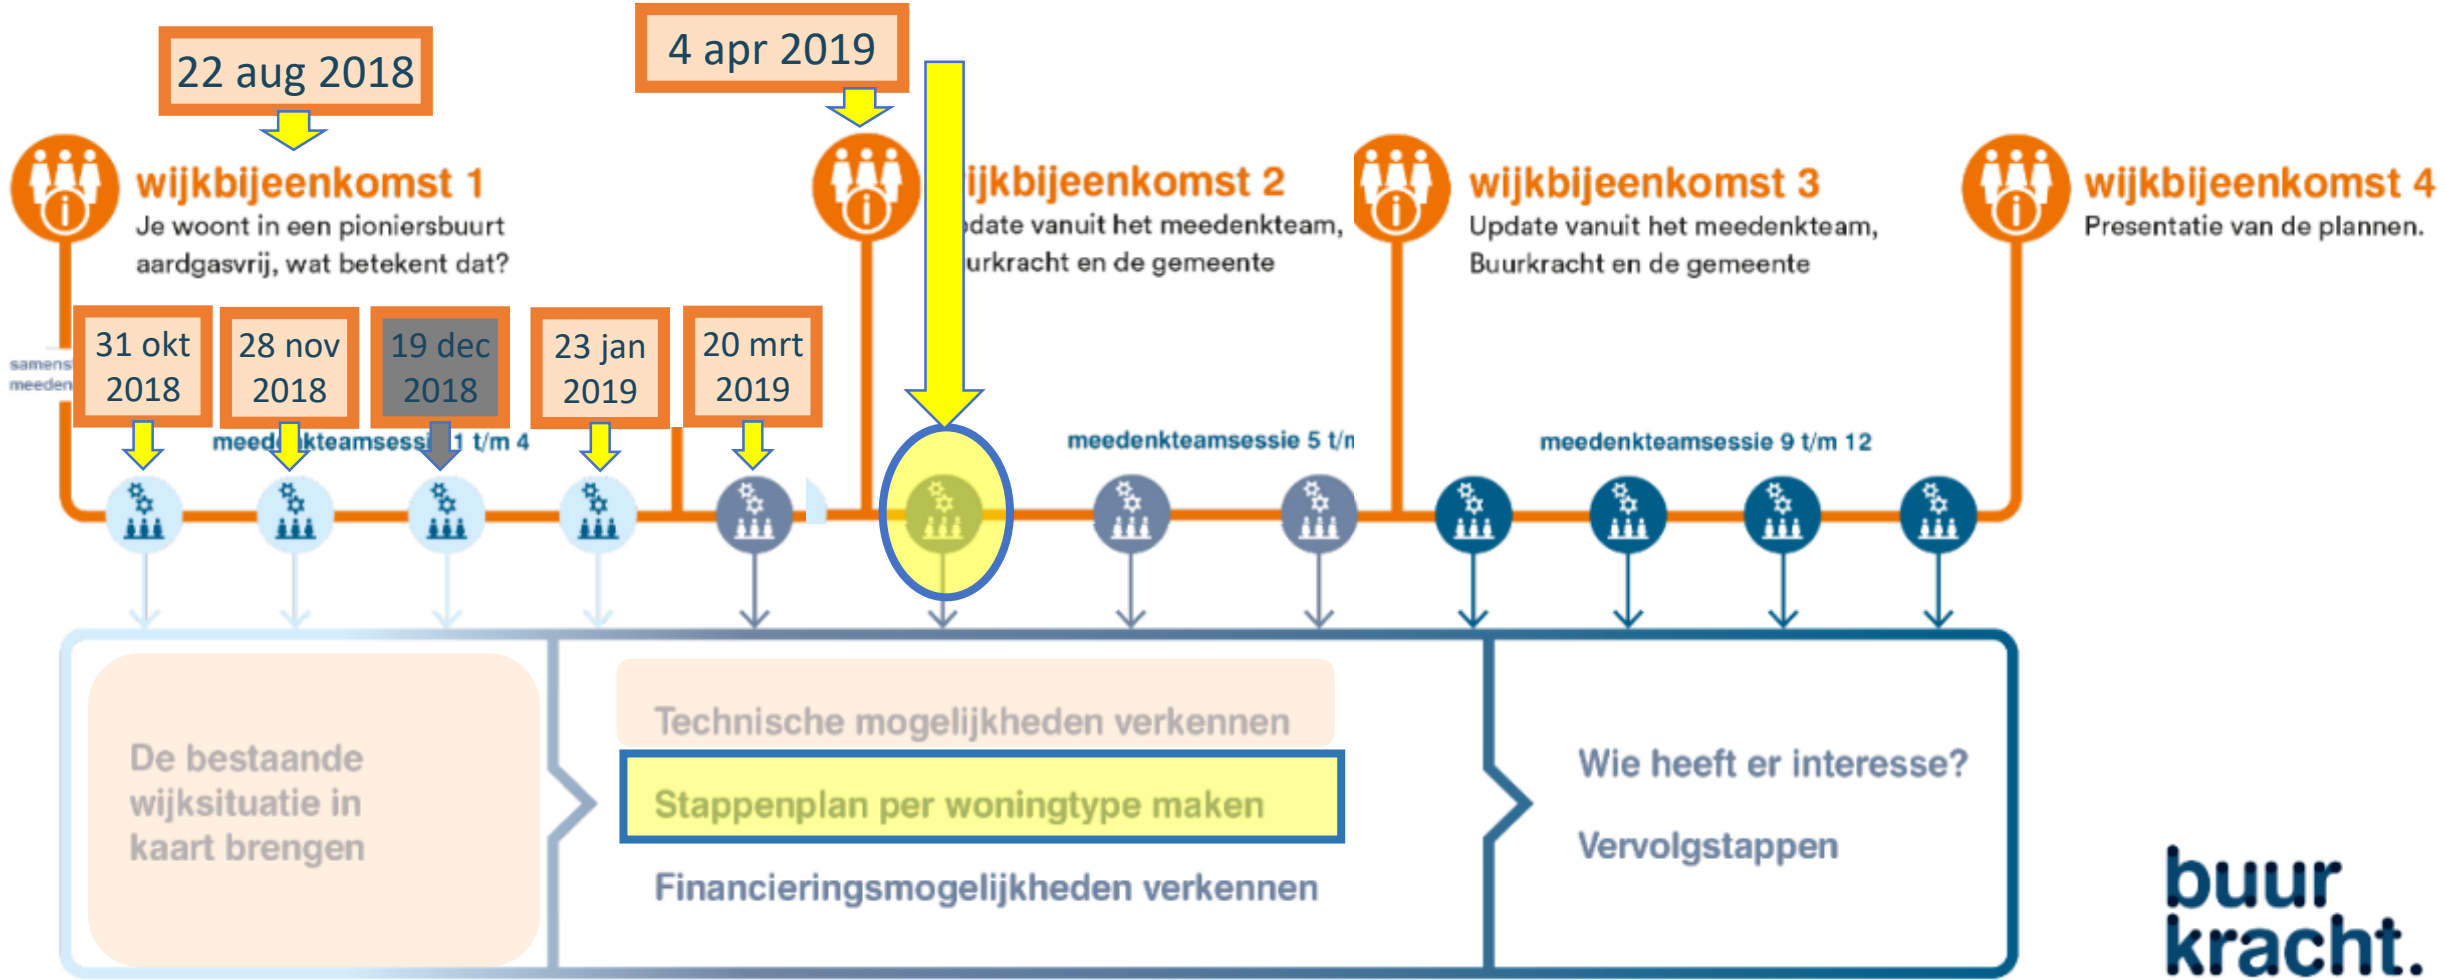 22 aug 2018
4 apr 2019
wijkbijeenkomst 1
Je woont in een pioniersbuurt
aardgasvrij, wat betekent dat?
ijkbijeenkomst 2
date vanuit het meedenkteam,
urkracht en de gemeente
wijkbijeenkomst 3
Update vanuit het meedenkteam,
Buurkracht en de gemeente
wijkbijeenkomst 4
Presentatie van de plannen.
samens
meeden
31 okt
2018
28 nov
2018
19 dec
2018
23 jan
2019
20 mrt
2019
1 t/m 4
meedenkteamsessie 5 t/m
meedenkteamsessie 9 t/m 12
De bestaande
wijksituatie in
kaart brengen
Technische mogelijkheden verkennen
Stappenplan per woningtype maken
Financieringsmogelijkheden verkennen
Wie heeft er interesse?
Vervolgstappen
buur
kracht.